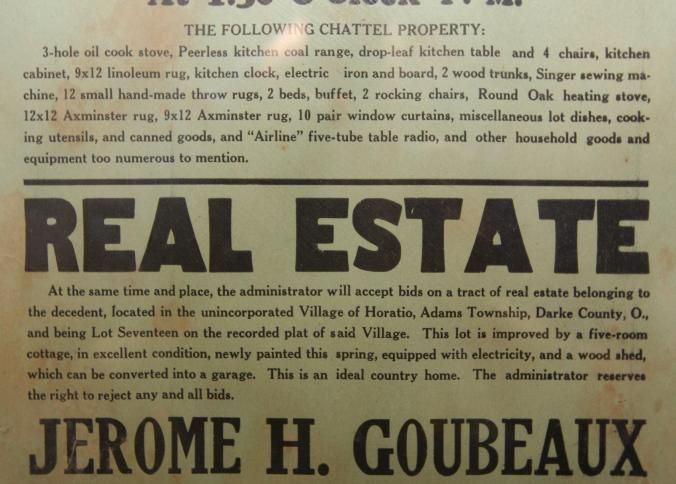 At 1:30 O'Clock P. M.
THE FOLLOWING CHATTEL PROPERTY:
3-hole oil cook stove, Peerless kitchen coal range, drop-leaf kitchen table and 4 chairs, kitchen
cabinet, 9x12 linoleum rug, kitchen clock, electric iron and board, 2 wood trunks, Singer sewing ma-
chine, 12 small hand-made throw rugs, 2 beds, buffet, 2 rocking chairs, Round Oak heating stove,
12x12 Axminster rug, 9x12 Axminster rug, 10 pair window curtains, miscellaneous lot dishes, cook-
ing utensils, and canned goods, and "Airline" five-tube table radio, and other household goods and
equipment too numerous to mention.
REAL ESTATE
At the same time and place, the administrator will accept bids on a tract of real estate belonging to
the decedent, located in the unincorporated Village of Horatio, Adams Township, Darke County, O.,
and being Lot Seventeen on the recorded plat of said Village. This lot is improved by a five-room
cottage, in excellent condition, newly painted this spring, equipped with electricity, and a wood shed,
which can be converted into a garage. This is an ideal country home. The administrator reserves
the right to reject any and all bids.
JEROME H. GOUBEAUX